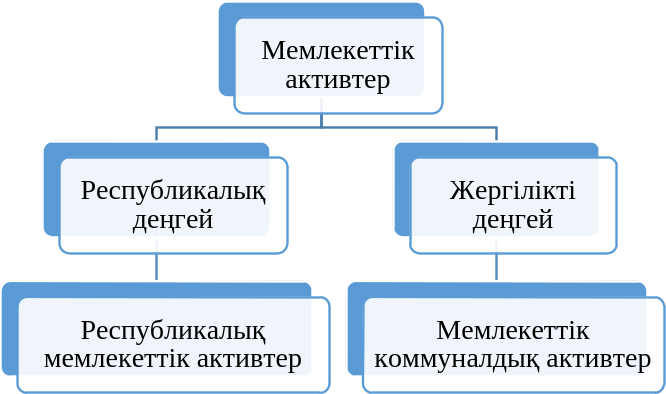 Мемлекеттік
активтер
Республикалық
деңгей
Жергілікті
деңгей
Республикалық
мемлекеттік активтер
Мемлекеттік
коммуналдық активтер